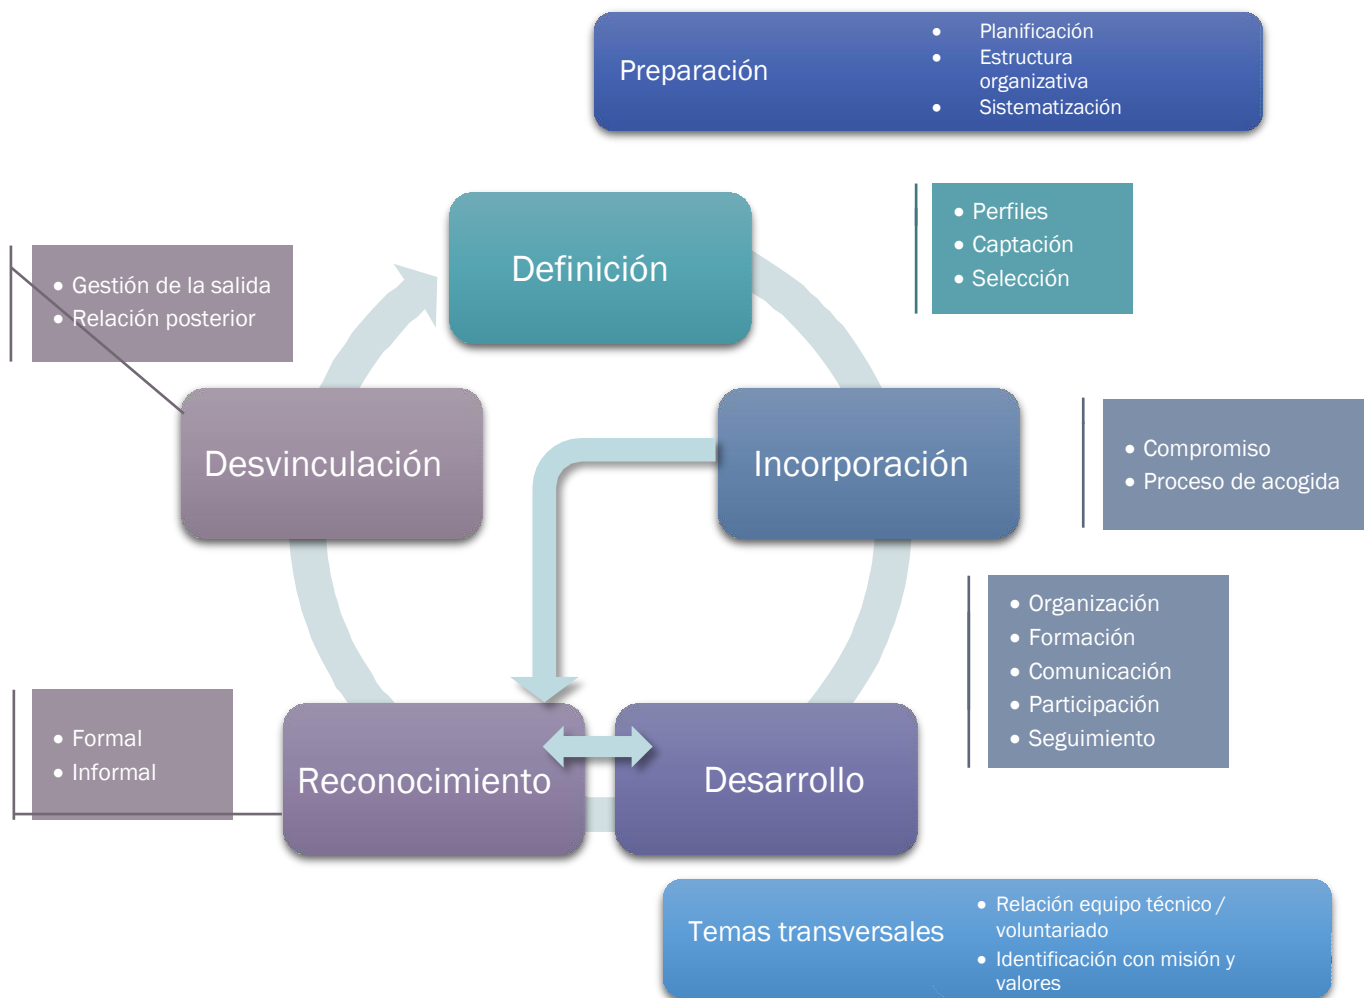 Preparación
• Planificación
• Estructura
organizativa
• Sistematización
Definición
• Perfiles
• Captación
• Selección
• Gestión de la salida
• Relación posterior
Desvinculación
Incorporación
• Compromiso
• Proceso de acogida
• Organización
• Formación
• Comunicación
• Participación
• Seguimiento
• Formal
• Informal
Reconocimiento
Desarrollo
Temas transversales
• Relación equipo técnico /
voluntariado
• Identificación con misión y
valores